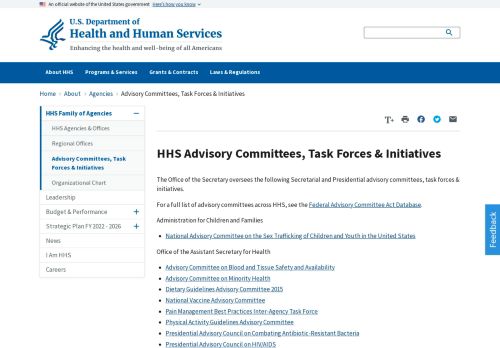 An official website of the United States government Here's how you know
U.S. Department of
Health and Human Services
Enhancing the health and well-being of all Americans
About HHS Programs & Services Grants & Contracts Laws & Regulations
Home › About › Agencies › Advisory Committees, Task Forces & Initiatives
HHS Family of Agencies −
HHS Agencies & Offices
Regional Offices
Advisory Committees, Task
Forces & Initiatives
Organizational Chart
Leadership
Budget & Performance +
Strategic Plan FY 2022 - 2026 +
News
I Am HHS
Careers
T+
HHS Advisory Committees, Task Forces & Initiatives
The Office of the Secretary oversees the following Secretarial and Presidential advisory committees, task forces &
initiatives.
For a full list of advisory committees across HHS, see the Federal Advisory Committee Act Database.
Administration for Children and Families
National Advisory Committee on the Sex Trafficking of Children and Youth in the United States
Office of the Assistant Secretary for Health
Advisory Committee on Blood and Tissue Safety and Availability
Advisory Committee on Minority Health
Dietary Guidelines Advisory Committee 2015
National Vaccine Advisory Committee
Pain Management Best Practices Inter-Agency Task Force
Physical Activity Guidelines Advisory Committee
Presidential Advisory Council on Combating Antibiotic-Resistant Bacteria
Presidential Advisory Council on HIV/AIDS
Feedback